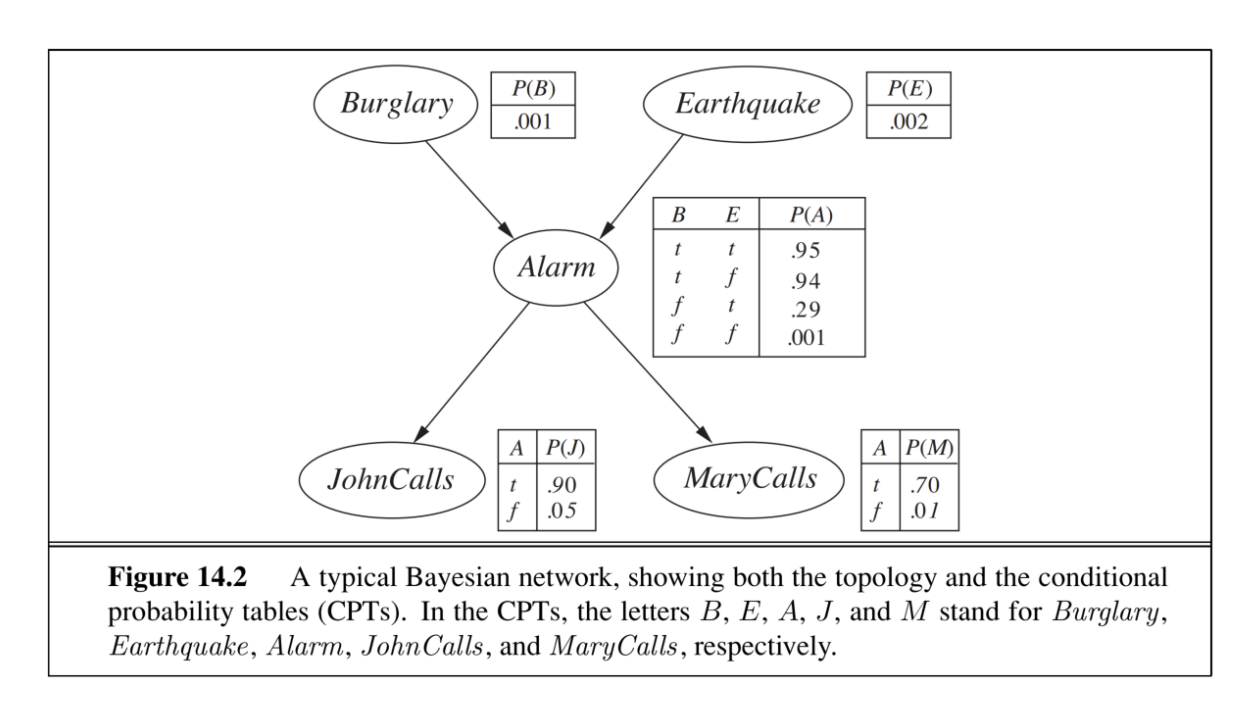 Burglary
P(B)
.001
Earthquake
P(E)
.002
Alarm
B E P(A)
t t .95
t f .94
f t .29
f f .001
JohnCalls
A P(J)
t .90
f .05
MaryCalls
A P(M)
t .70
f .01
Figure 14.2 A typical Bayesian network, showing both the topology and the conditional
probability tables (CPTs). In the CPTs, the letters B, E, A, J, and M stand for Burglary,
Earthquake, Alarm, JohnCalls, and MaryCalls, respectively.